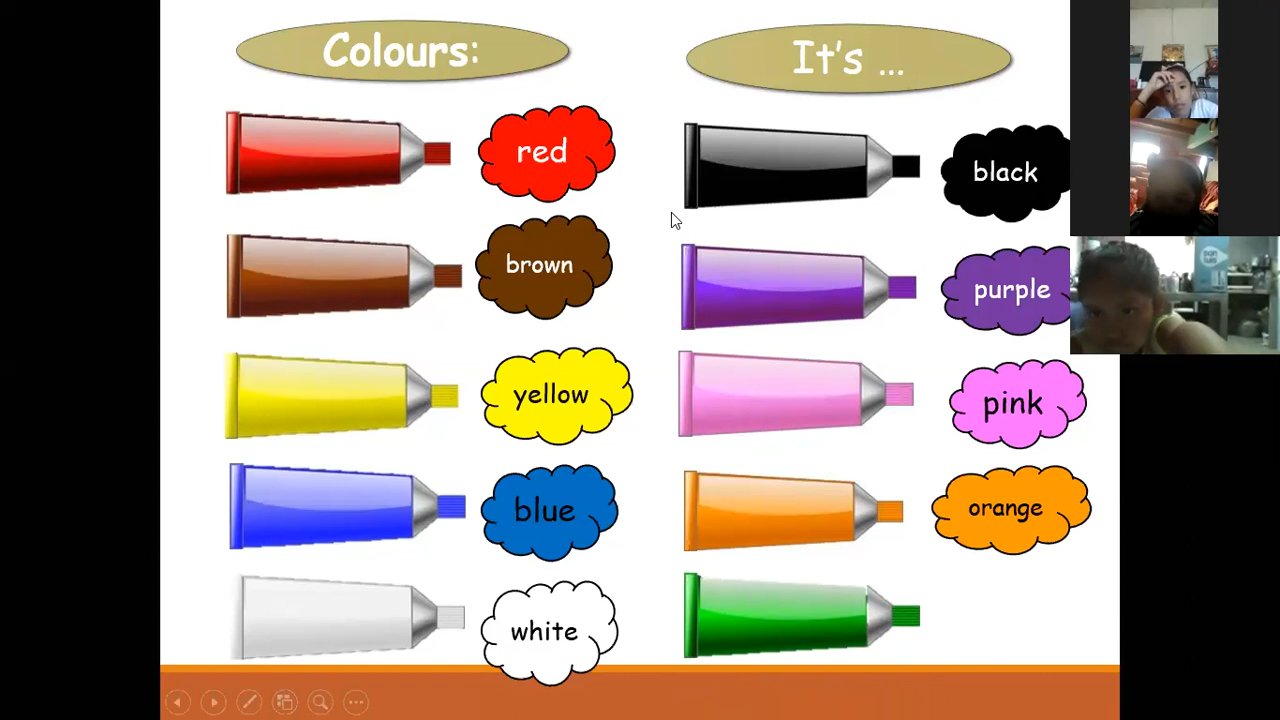 Colours:
It's ...
red
brown
yellow
blue
white
black
purple
pink
orange